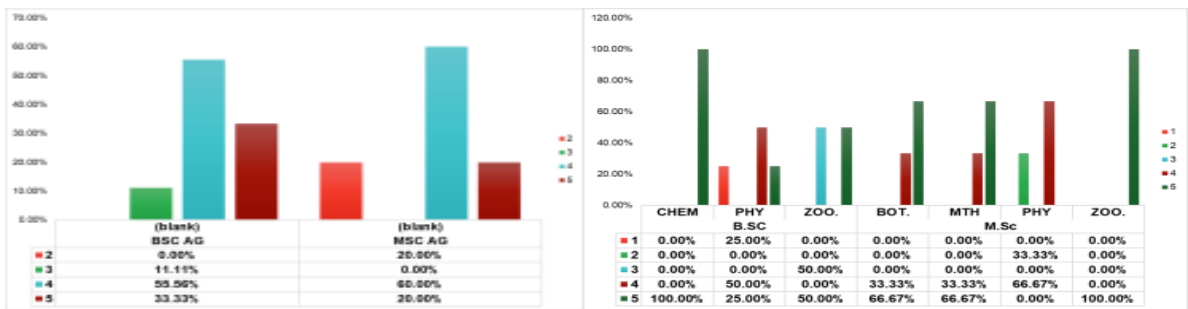 70.00%
60.00%
50.00%
40.00%
30.00%
20.00%
10.00%
0.00%
(blank) (blank)
BSC AG MSC AG
2 0.00% 20.00%
3 11.11% 0.00%
4 55.56% 60.00%
5 33.33% 20.00%
2
3
4
5
120.00%
100.00%
80.00%
60.00%
40.00%
20.00%
0.00%
CHEM PHY ZOO. BOT. MTH PHY ZOO.
B.SC M.Sc
1 0.00% 25.00% 0.00% 0.00% 0.00% 0.00% 0.00%
2 0.00% 0.00% 0.00% 0.00% 0.00% 33.33% 0.00%
3 0.00% 0.00% 50.00% 0.00% 0.00% 0.00% 0.00%
4 0.00% 50.00% 0.00% 33.33% 33.33% 66.67% 0.00%
5 100.00% 25.00% 50.00% 66.67% 66.67% 0.00% 100.00%
1
2
3
4
5